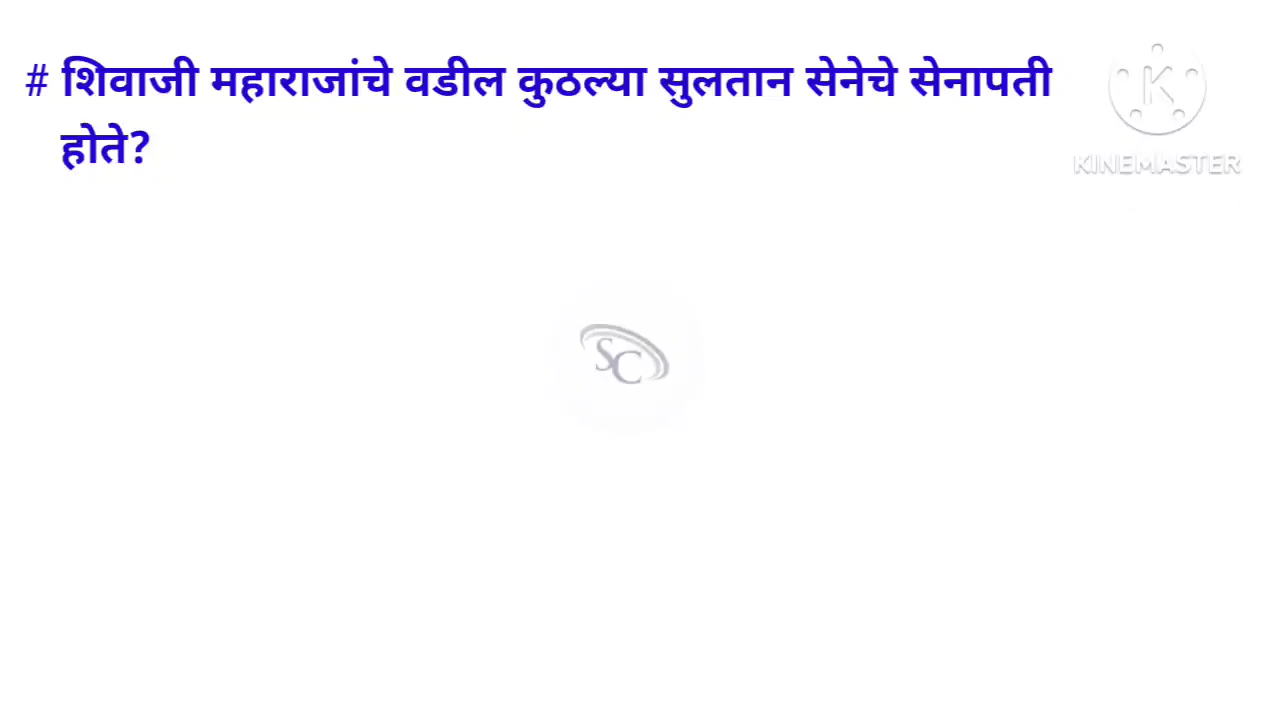 # शिवाजी महाराजांचे वडील कुठल्या सुलतान सेनेचे सेनापती
होते?
K
KINEMASTER
SC